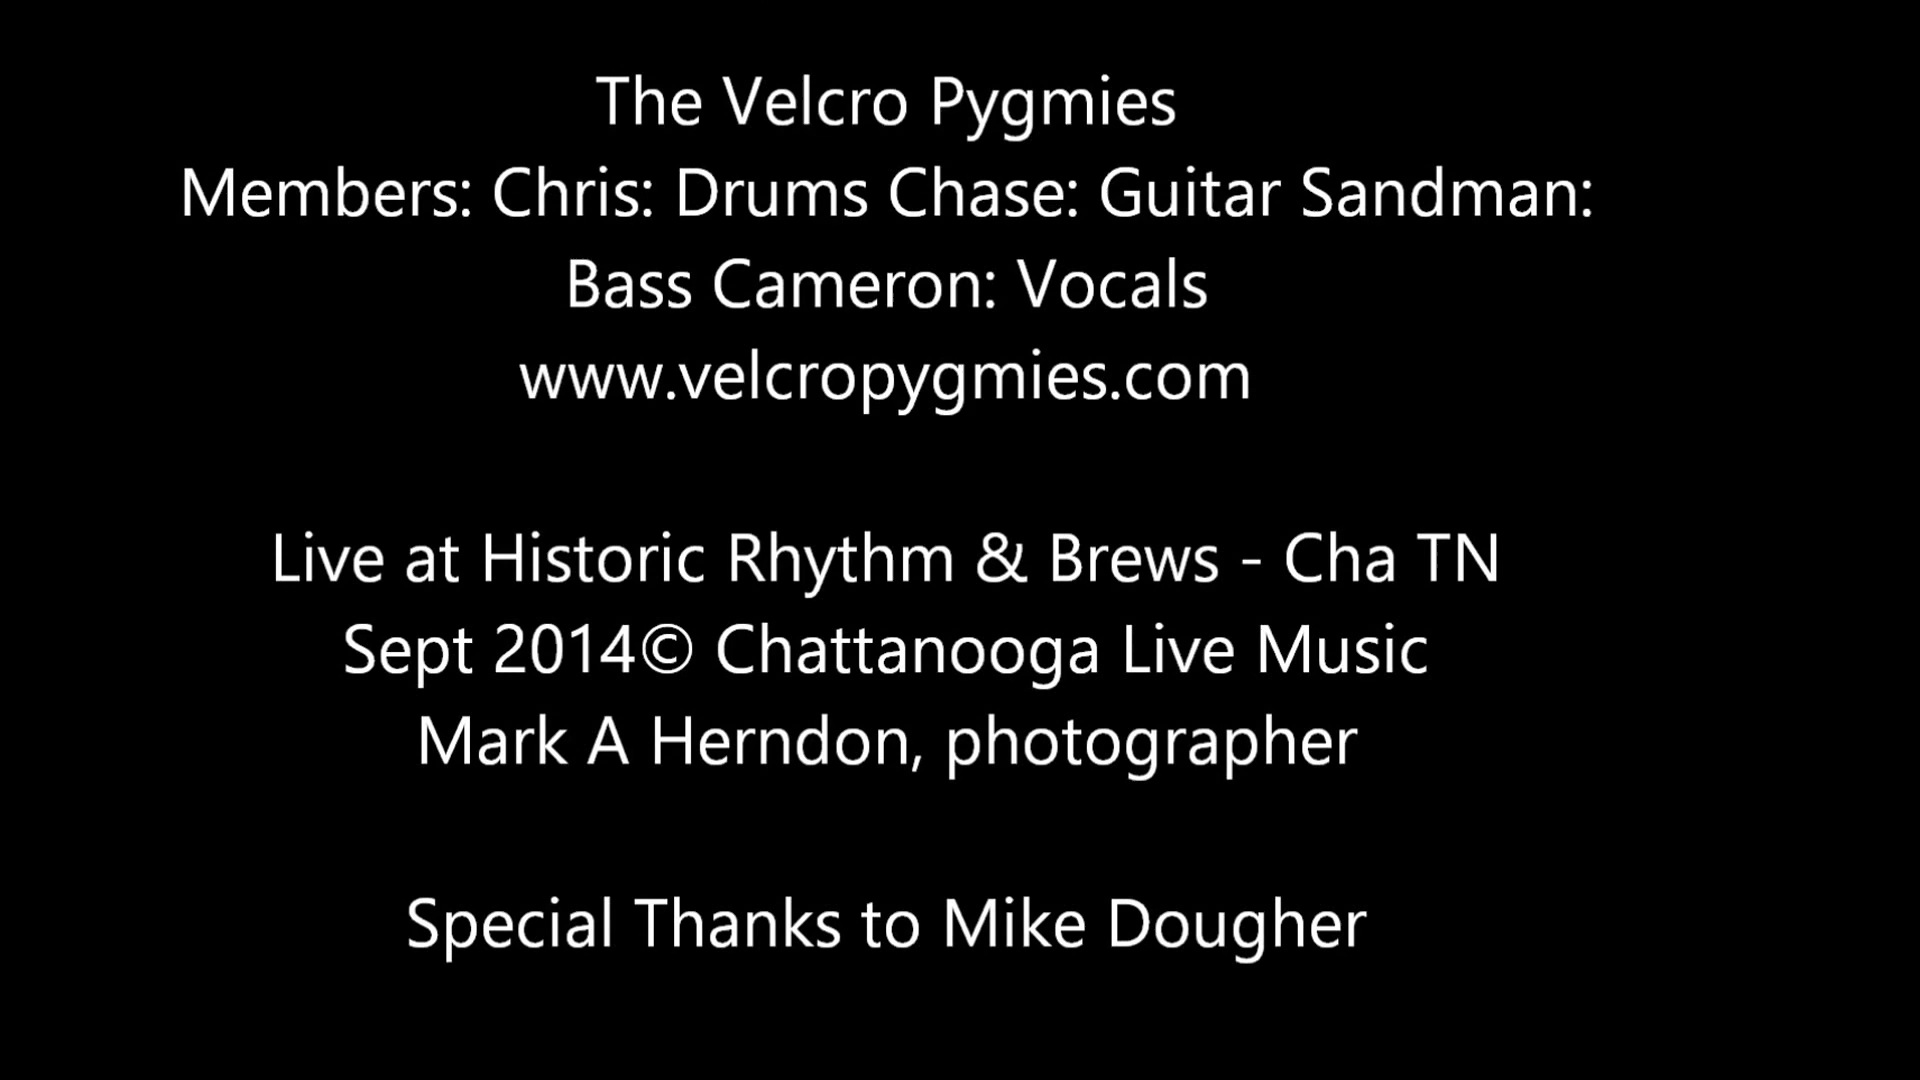 The Velcro Pygmies
Members: Chris: Drums Chase: Guitar Sandman:
Bass Cameron: Vocals
www.velcropygmies.com
Live at Historic Rhythm & Brews - Cha TN
Sept 2014© Chattanooga Live Music
Mark A Herndon, photographer
Special Thanks to Mike Dougher